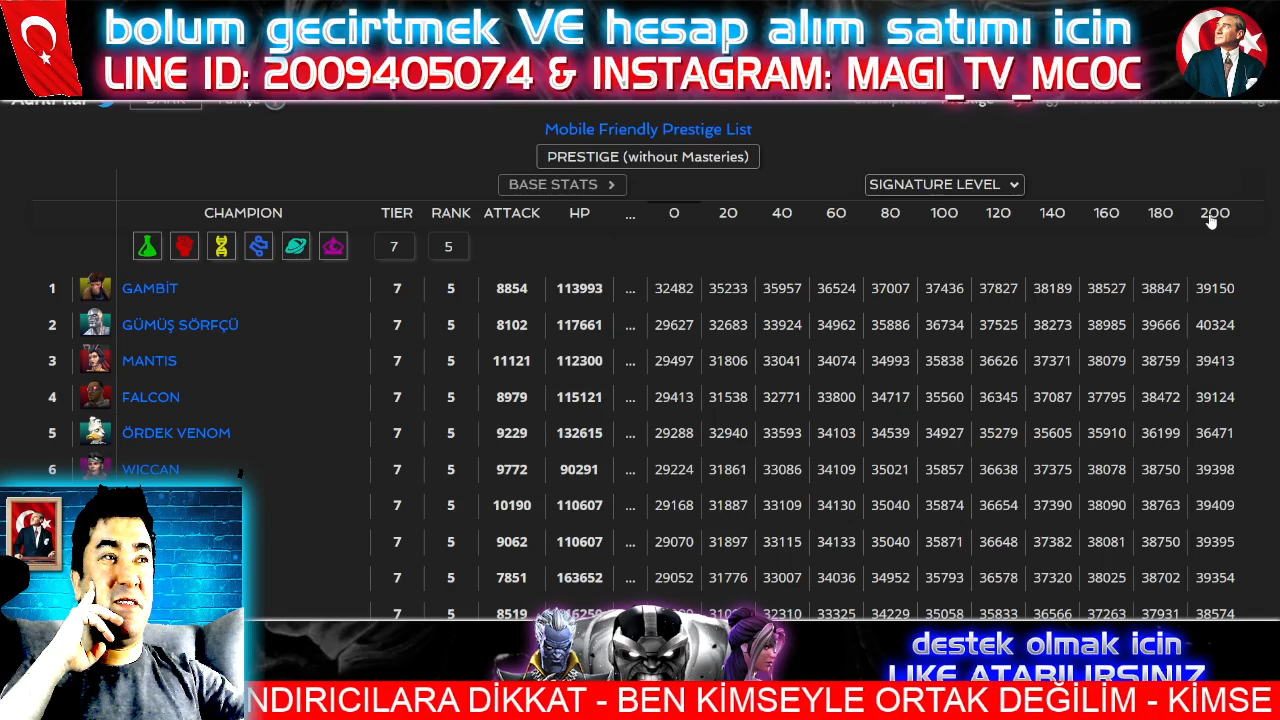 bolum gecirtmek VE hesap alım satımı icin
LINE ID: 2009405074 & INSTAGRAM: MAGI_TV_MCOC
Mobile Friendly Prestige List
PRESTIGE (without Masteries)
BASE STATS >
SIGNATURE LEVEL
CHAMPION TIER RANK ATTACK HP ... 0 20 40 60 80 100 120 140 160 180 200
7 5
1 GAMBİT 7 5 8854 113993 ... 32482 35233 35957 36524 37007 37436 37827 38189 38527 38847 39150
2 GÜMÜŞ SÖRFÇÜ 7 5 8102 117661 ... 29627 32683 33924 34962 35886 36734 37525 38273 38985 39666 40324
3 MANTIS 7 5 11121 112300 ... 29497 31806 33041 34074 34993 35838 36626 37371 38079 38759 39413
4 FALCON 7 5 8979 115121 ... 29413 31538 32771 33800 34717 35560 36345 37087 37795 38472 39124
5 ÖRDEK VENOM 7 5 9229 132615 ... 29288 32940 33593 34103 34539 34927 35279 35605 35910 36199 36471
6 WICCAN 7 5 9772 90291 ... 29224 31861 33086 34109 35021 35857 36638 37375 38078 38750 39398
7 5 10190 110607 ... 29168 31887 33109 34130 35040 35874 36654 37390 38090 38763 39409
7 5 9062 110607 ... 29070 31897 33115 34133 35040 35871 36648 37382 38081 38750 39395
7 5 7851 163652 ... 29052 31776 33007 34036 34952 35793 36578 37320 38025 38702 39354
7 5 8519 ... 32310 33325 34229 35058 35833 36566 37263 37931 38574
destek olmak icin
LIKE ATABILIRSINIZ
NDIRICILARA DİKKAT - BEN KİMSEYLE ORTAK DEĞİLİM - KİMSE